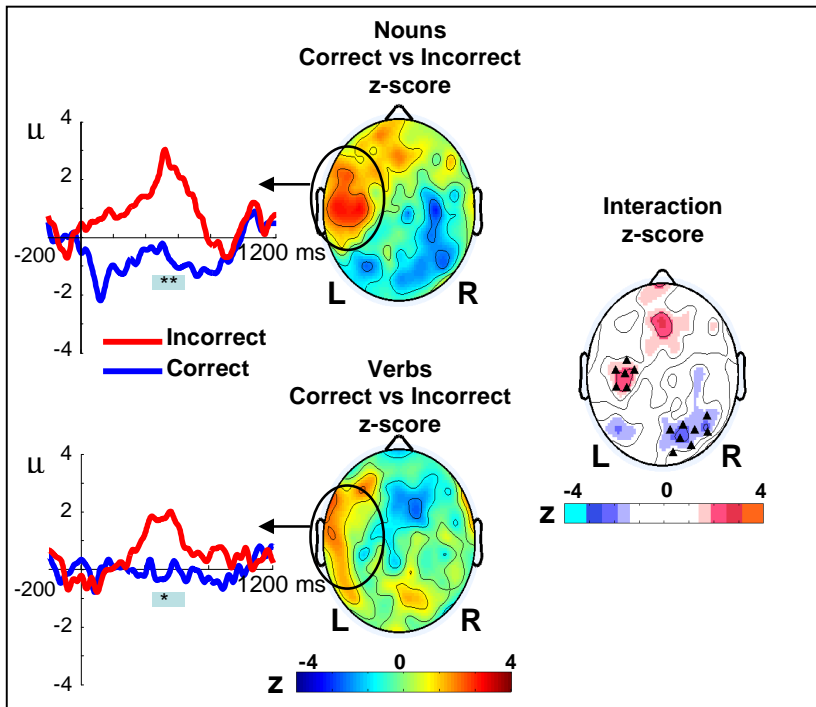 Nouns
Correct vs Incorrect
z-score
μ
4
2
-200
1200 ms
-2
**
-4
L
R
Incorrect
Correct
Interaction
z-score
L
R
-4
0
4
z
Verbs
Correct vs Incorrect
z-score
μ
4
2
-200
1200 ms
-2
*
-4
L
R
-4
0
4
z